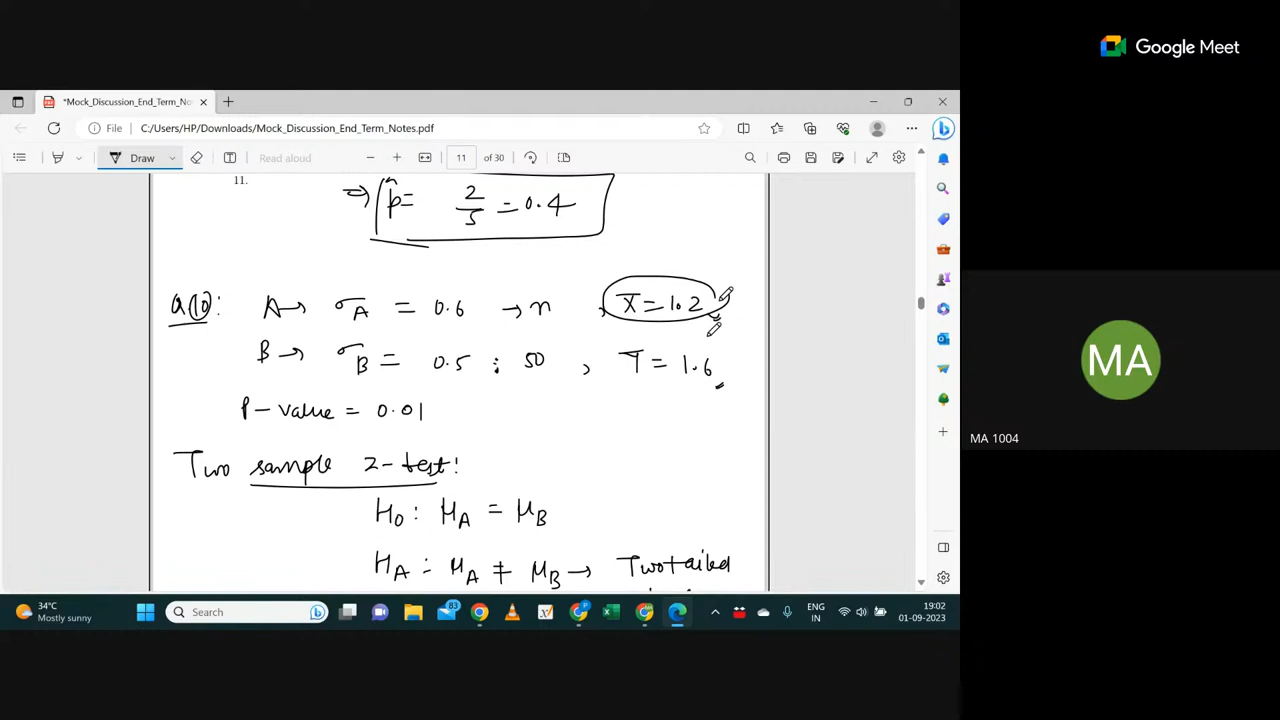 Google Meet
*Mock_Discussion_End_Term_No
File C:/Users/HP/Downloads/Mock_Discussion_End_Term_Notes.pdf
Draw Read aloud 11 of 30
11.
⇒ p̂ = 2/5 = 0.4
Q10: A → σA = 0.6 → n , X̄ = 1.2
B → σB = 0.5 : 50 , Ȳ = 1.6
P-value = 0.01
Two sample Z-test:
H0: μA = μB
HA: μA ≠ μB → Two tailed
MA
MA 1004
34°C
Mostly sunny
Search
83
ENG
IN
19:02
01-09-2023